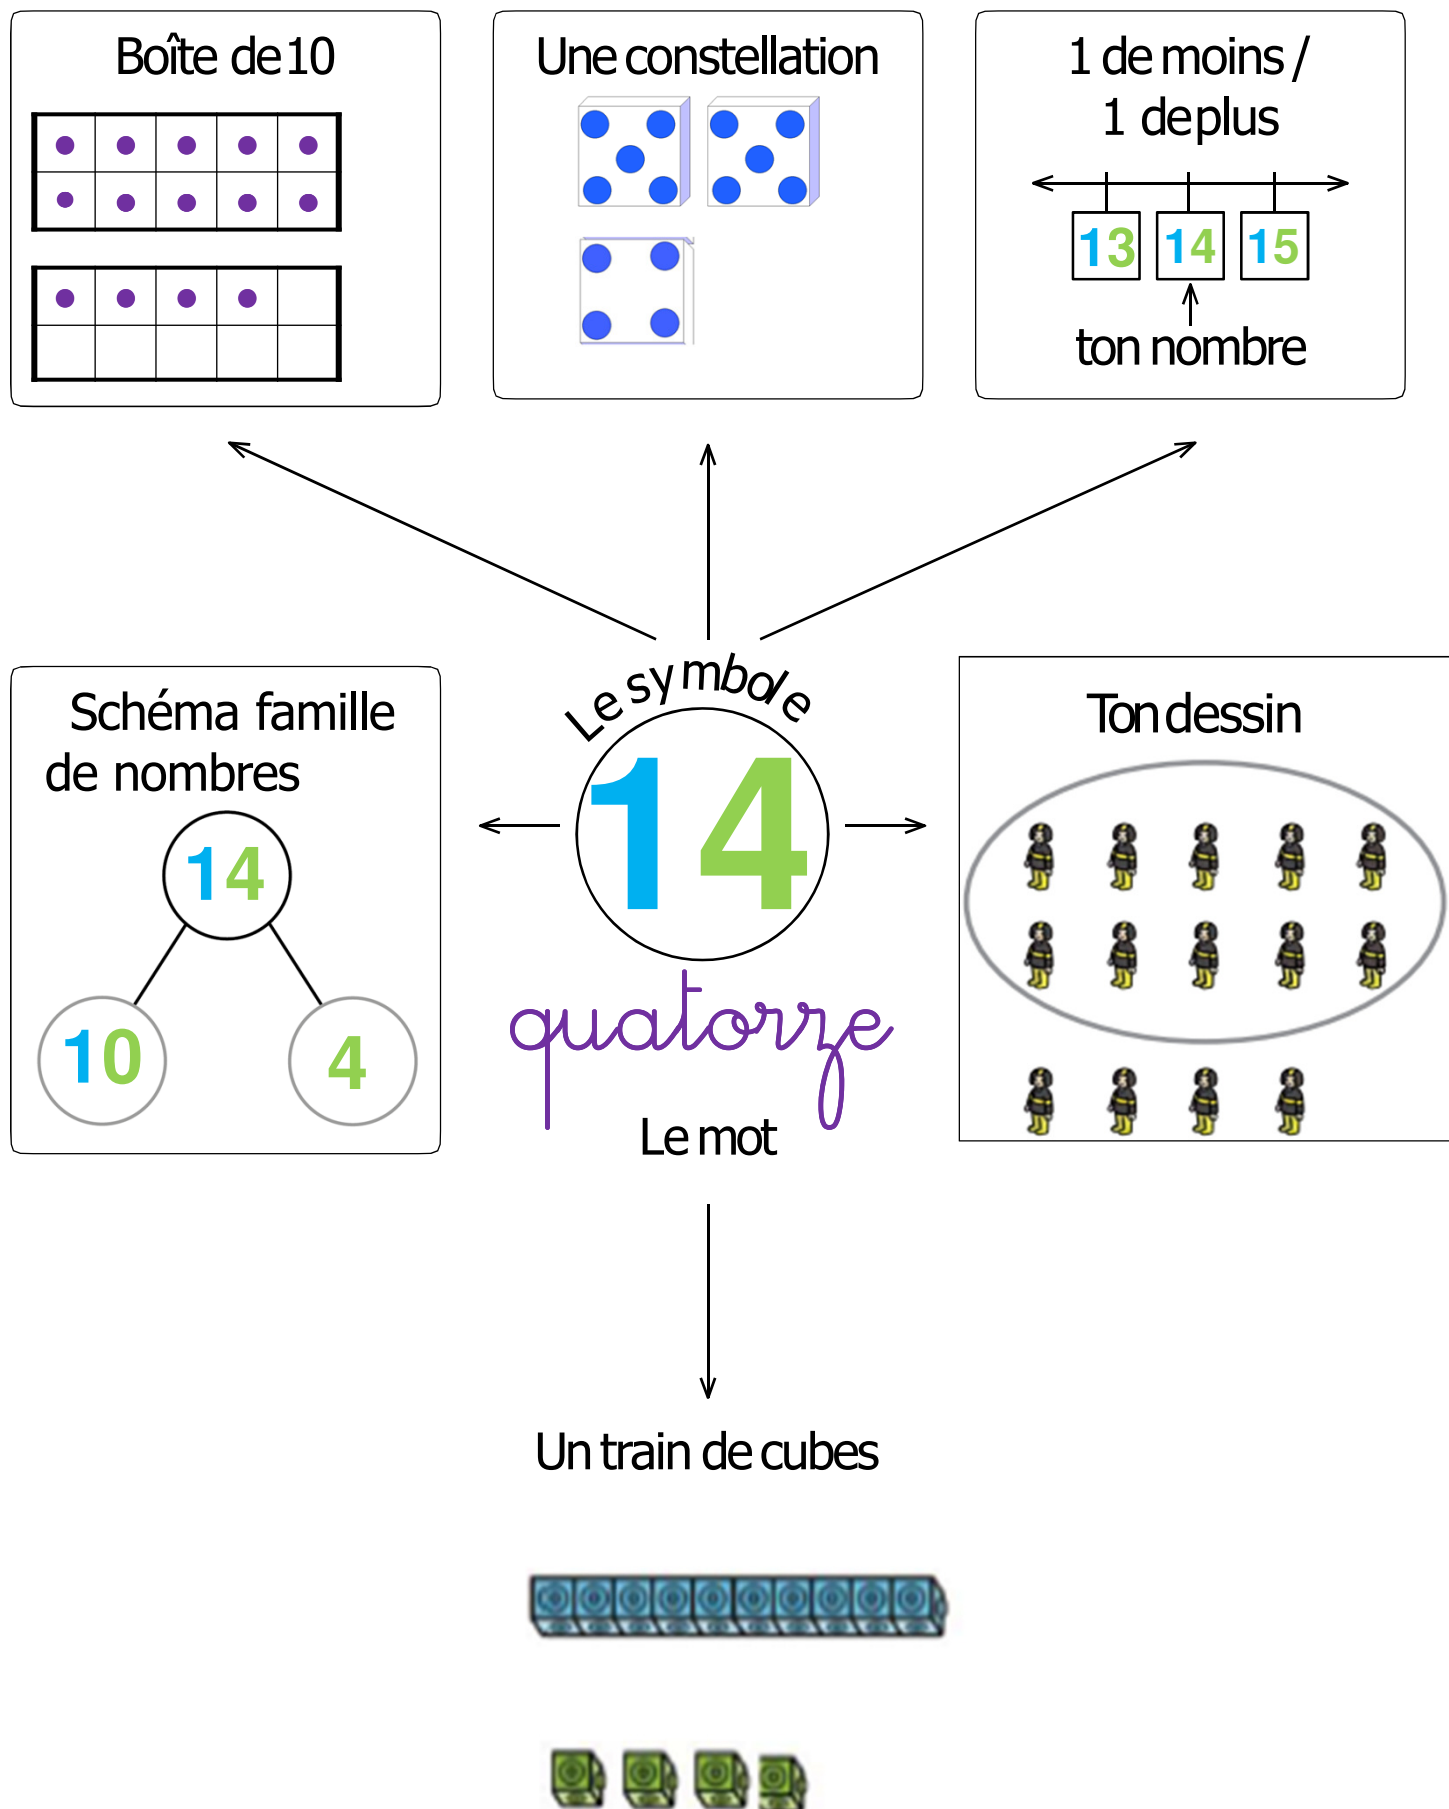 Boîte de 10
Une constellation
1 de moins /
1 de plus
13 14 15
ton nombre
Schéma famille
de nombres
14
10 4
Le symbole
14
quatorze
Le mot
Ton dessin
Un train de cubes